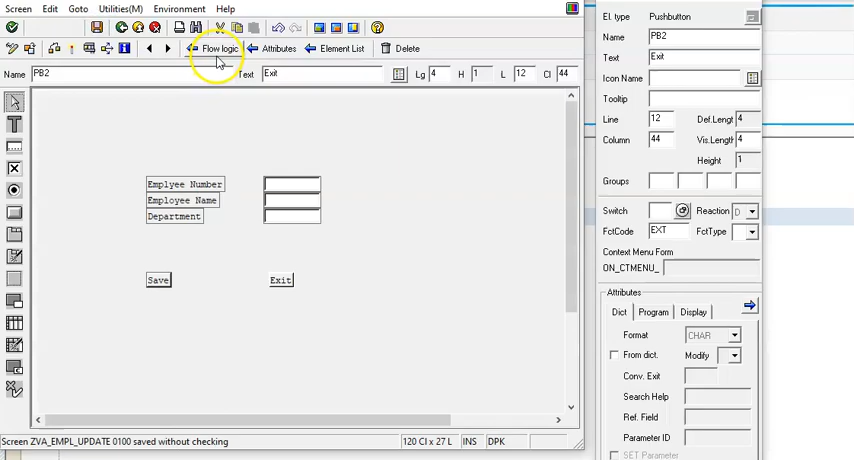 Screen Edit Goto Utilities(M) Environment Help
Flow logic Attributes Element List Delete
Name PB2 Text Exit Lg 4 H 1 L 12 Cl 44
Emplyee Number
Employee Name
Department
Save Exit
Screen ZVA_EMPL_UPDATE 0100 saved without checking 120 Cl x 27 L INS DPK
El. type Pushbutton
Name PB2
Text Exit
Icon Name
Tooltip
Line 12 Def.Length 4
Column 44 Vis.Length 4
Height 1
Groups
Switch Reaction D
FctCode EXT FctType
Context Menu Form
ON_CTMENU_
Attributes
Dict Program Display
Format CHAR
From dict. Modify
Conv. Exit
Search Help
Ref. Field
Parameter ID
SET Parameter